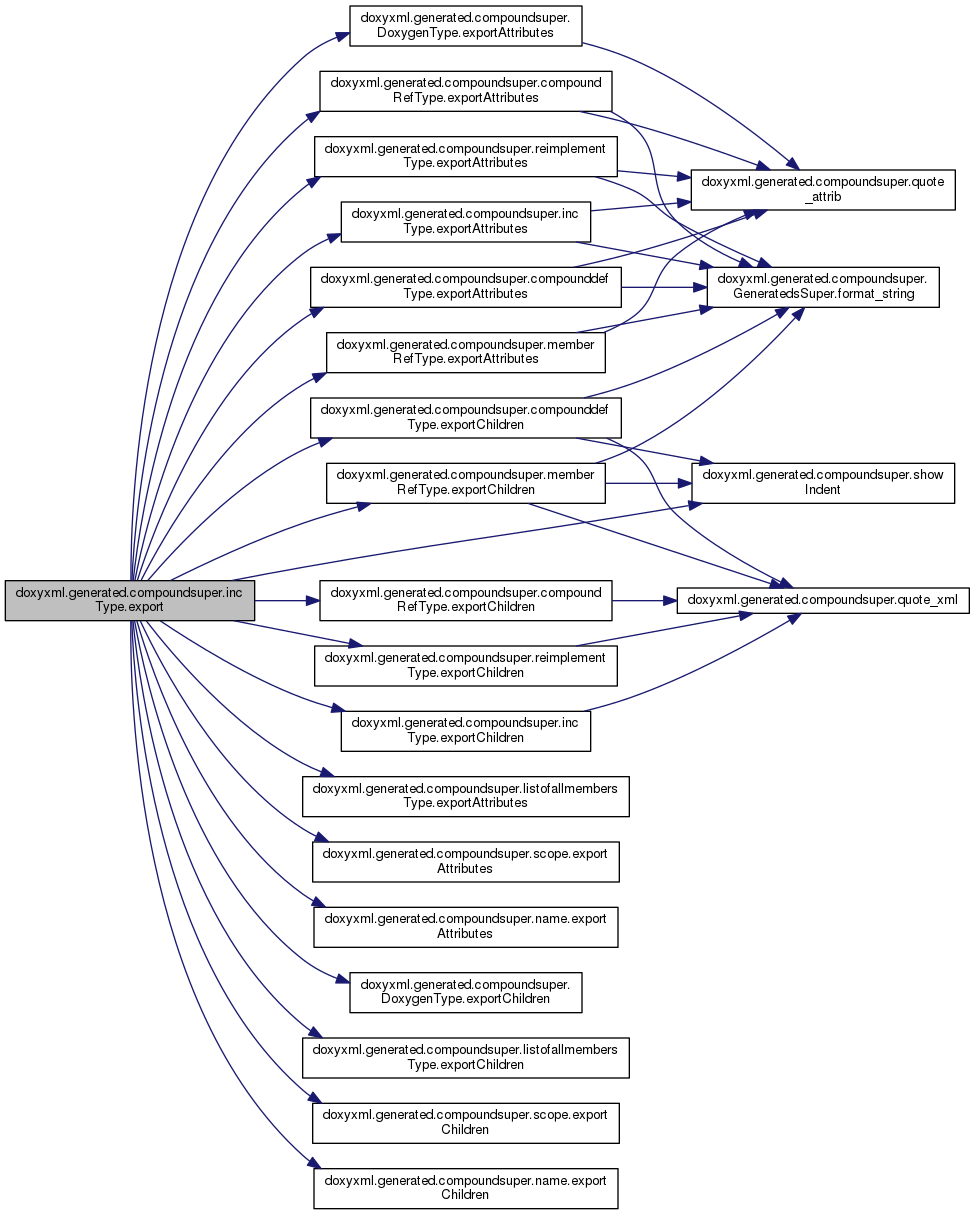 doxyxml.generated.compoundsuper.inc
Type.export
doxyxml.generated.compoundsuper.
DoxygenType.exportAttributes
doxyxml.generated.compoundsuper.compound
RefType.exportAttributes
doxyxml.generated.compoundsuper.reimplement
Type.exportAttributes
doxyxml.generated.compoundsuper.inc
Type.exportAttributes
doxyxml.generated.compoundsuper.compounddef
Type.exportAttributes
doxyxml.generated.compoundsuper.member
RefType.exportAttributes
doxyxml.generated.compoundsuper.compounddef
Type.exportChildren
doxyxml.generated.compoundsuper.member
RefType.exportChildren
doxyxml.generated.compoundsuper.compound
RefType.exportChildren
doxyxml.generated.compoundsuper.reimplement
Type.exportChildren
doxyxml.generated.compoundsuper.inc
Type.exportChildren
doxyxml.generated.compoundsuper.listofallmembers
Type.exportAttributes
doxyxml.generated.compoundsuper.scope.export
Attributes
doxyxml.generated.compoundsuper.name.export
Attributes
doxyxml.generated.compoundsuper.
DoxygenType.exportChildren
doxyxml.generated.compoundsuper.listofallmembers
Type.exportChildren
doxyxml.generated.compoundsuper.scope.export
Children
doxyxml.generated.compoundsuper.name.export
Children
doxyxml.generated.compoundsuper.quote
_attrib
doxyxml.generated.compoundsuper.
GeneratedsSuper.format_string
doxyxml.generated.compoundsuper.show
Indent
doxyxml.generated.compoundsuper.quote_xml